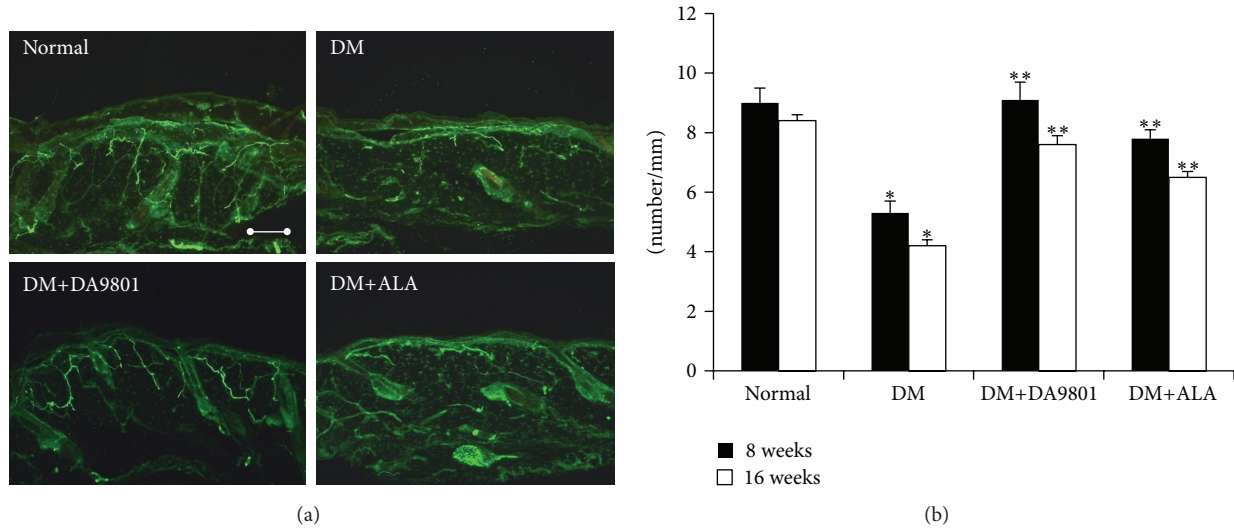 Normal
DM
DM+DA9801
DM+ALA
(a)
(b)
12
10
8
6
4
2
0
(number/mm)
*
*
**
**
**
**
Normal
DM
DM+DA9801
DM+ALA
8 weeks
16 weeks